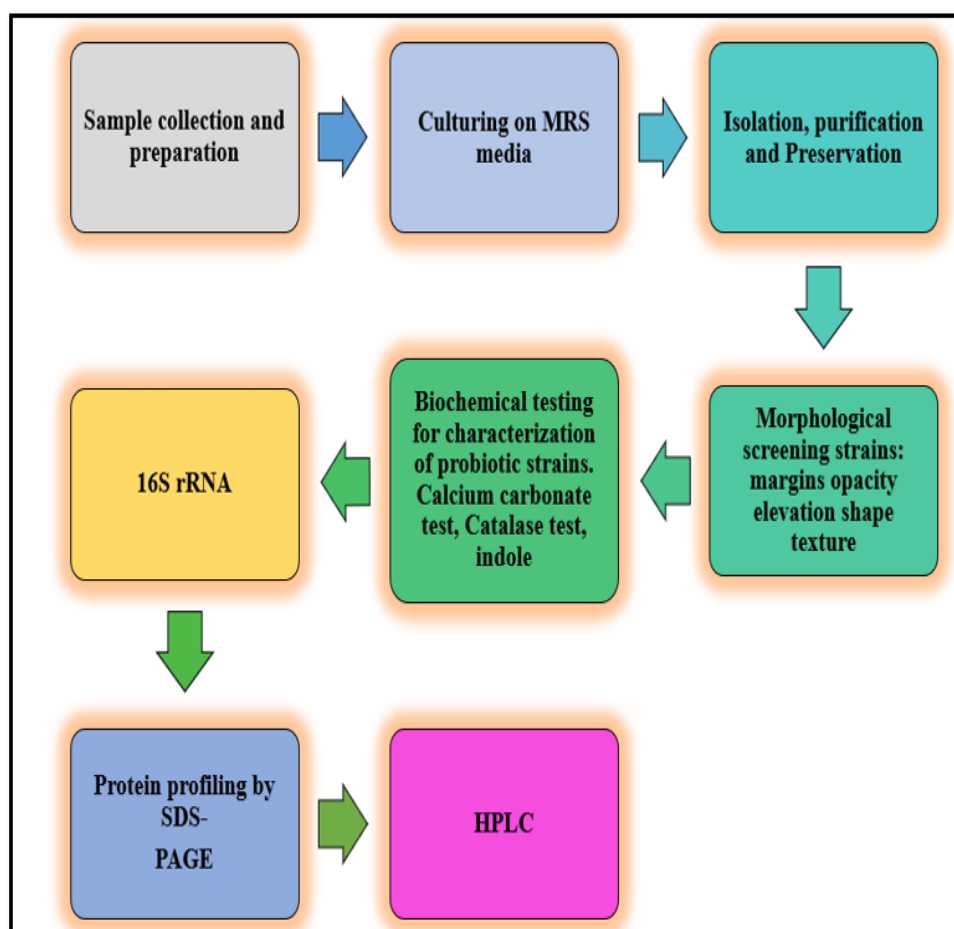 Sample collection and
preparation
Culturing on MRS
media
Isolation, purification
and Preservation
Morphological
screening strains:
margins opacity
elevation shape
texture
Biochemical testing
for characterization
of probiotic strains.
Calcium carbonate
test, Catalase test,
indole
16S rRNA
Protein profiling by
SDS-
PAGE
HPLC